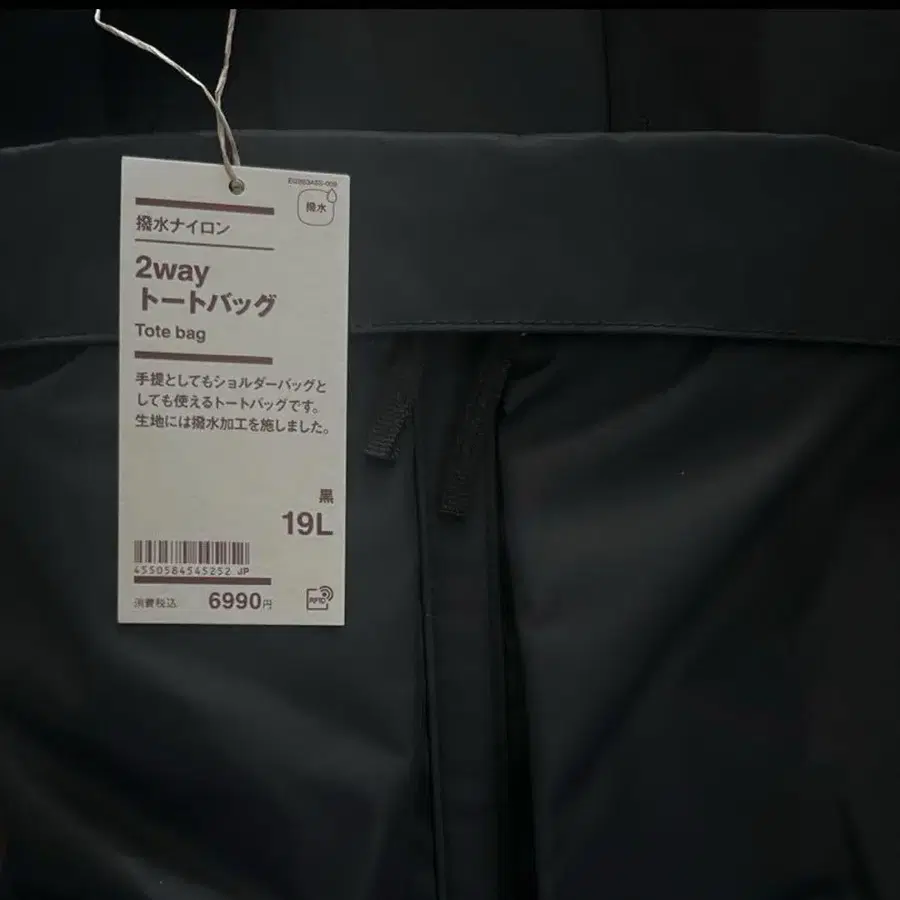 撥水
撥水ナイロン
2way
トートバッグ
Tote bag
手提としてもショルダーバッグと
しても使えるトートバッグです。
生地には撥水加工を施しました。
黒
19L
4550584545252 JP
消費税込 6990円
RFID